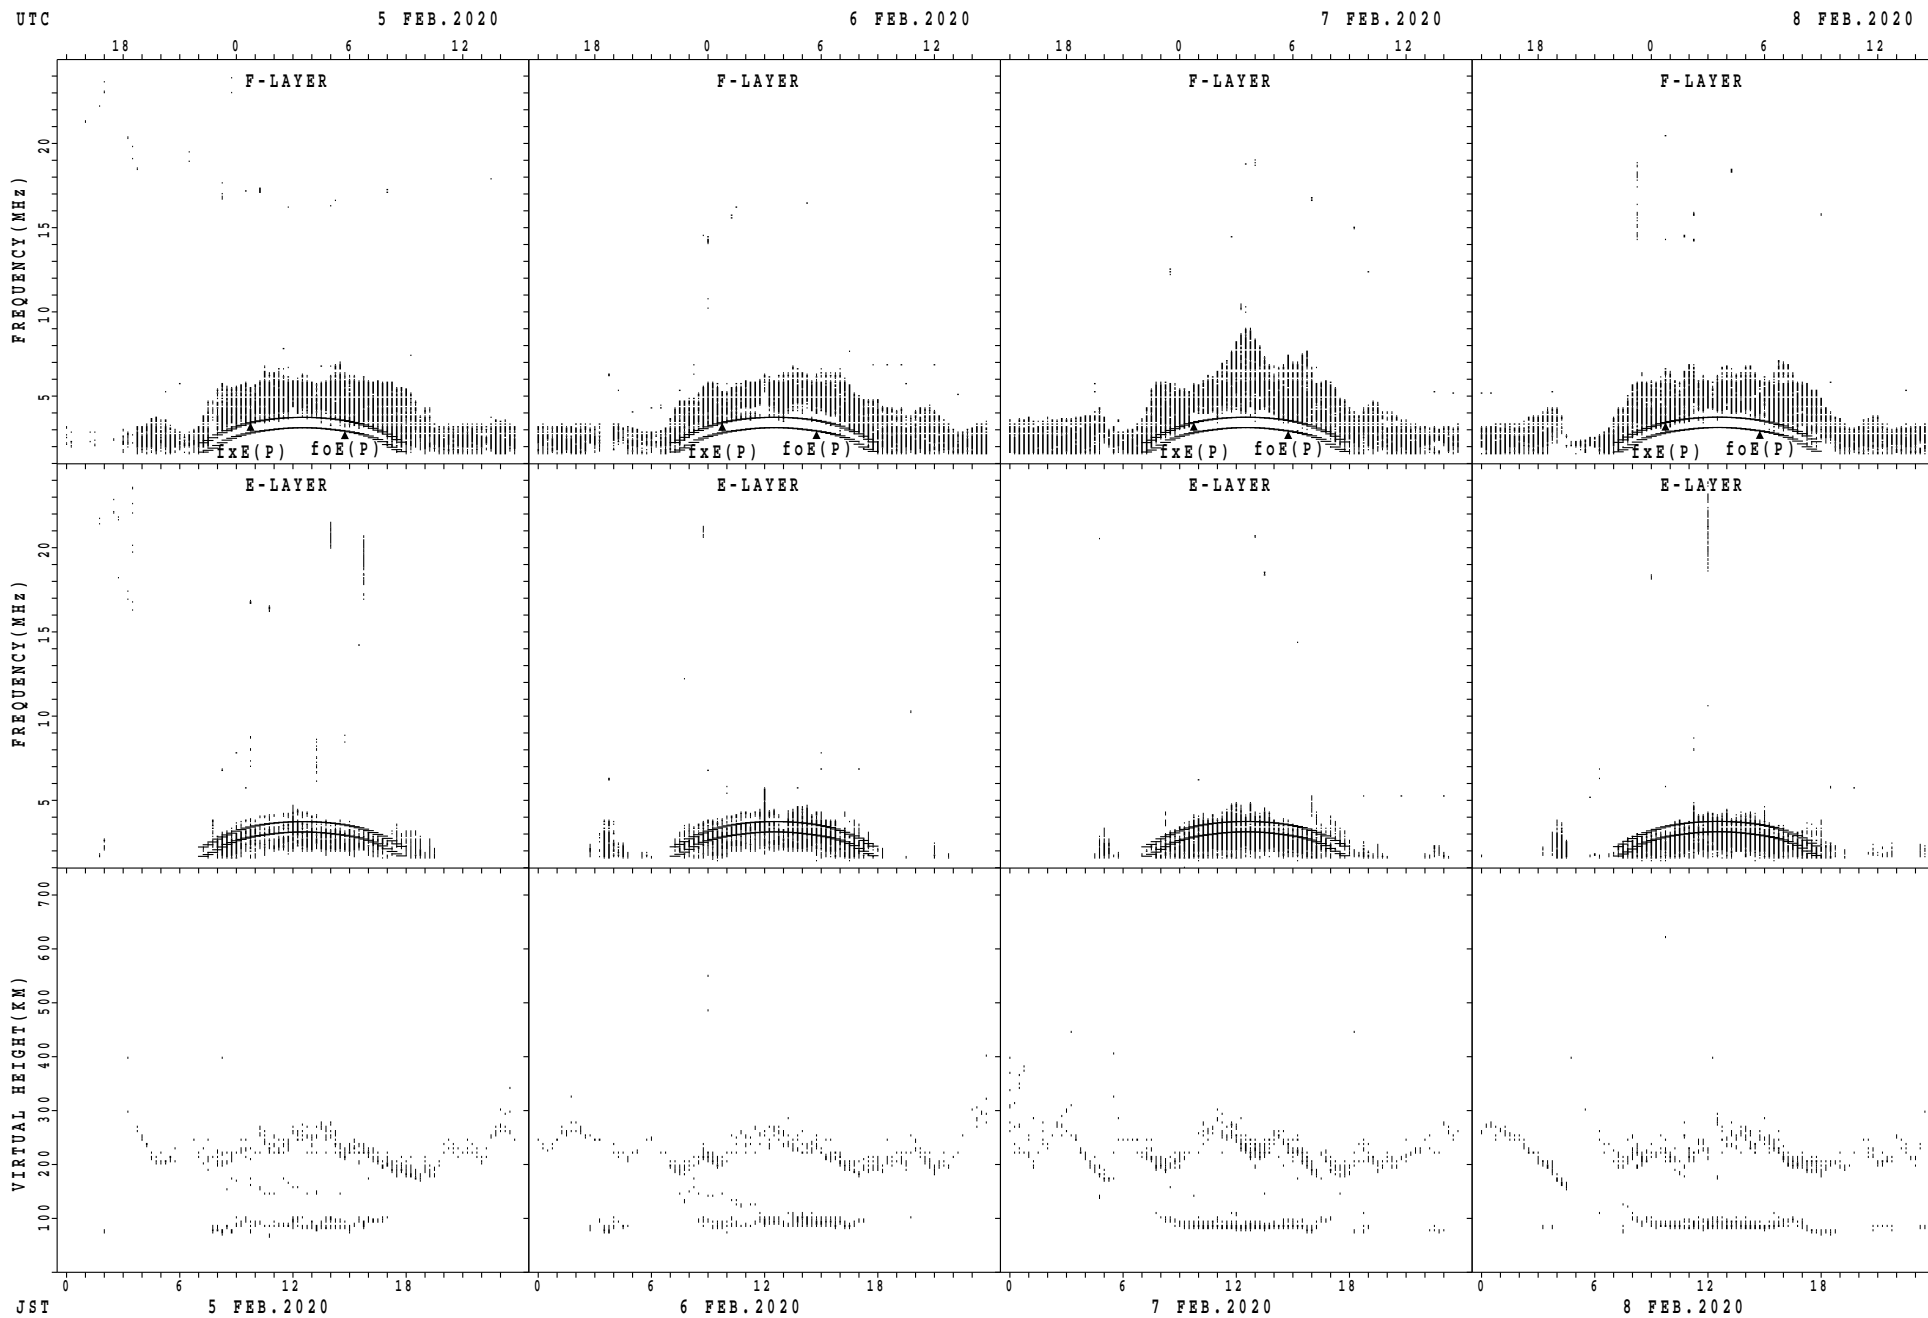 UTC 5 FEB.2020 6 FEB.2020 7 FEB.2020 8 FEB.2020
18 0 6 12 18 0 6 12 18 0 6 12 18 0 6 12
F-LAYER F-LAYER F-LAYER F-LAYER
FREQUENCY(MHz)
20
15
10
5
fxE(P) foE(P) fxE(P) foE(P) fxE(P) foE(P) fxE(P) foE(P)
E-LAYER E-LAYER E-LAYER E-LAYER
FREQUENCY(MHz)
20
15
10
5
VIRTUAL HEIGHT(KM)
700
600
500
400
300
200
100
0 6 12 18 0 6 12 18 0 6 12 18 0 6 12 18
JST 5 FEB.2020 6 FEB.2020 7 FEB.2020 8 FEB.2020